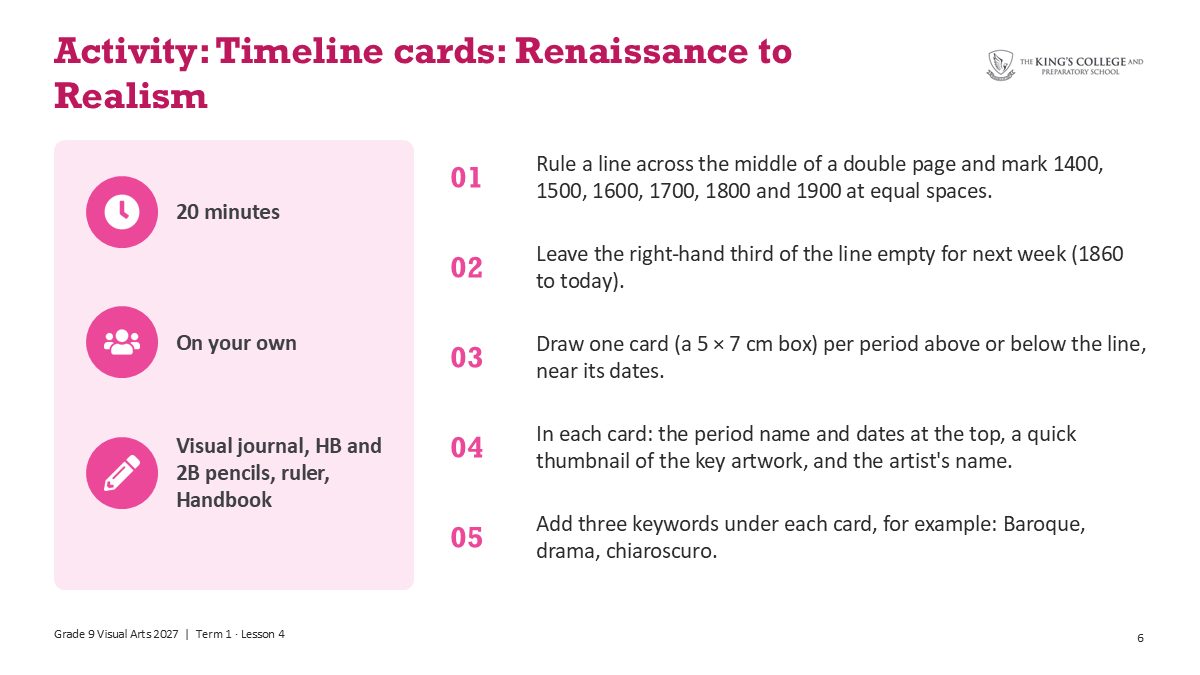 Activity: Timeline cards: Renaissance to
Realism
THE KING'S COLLEGE AND
PREPARATORY SCHOOL
20 minutes
On your own
Visual journal, HB and
2B pencils, ruler,
Handbook
01
Rule a line across the middle of a double page and mark 1400,
1500, 1600, 1700, 1800 and 1900 at equal spaces.
02
Leave the right-hand third of the line empty for next week (1860
to today).
03
Draw one card (a 5 × 7 cm box) per period above or below the line,
near its dates.
04
In each card: the period name and dates at the top, a quick
thumbnail of the key artwork, and the artist's name.
05
Add three keywords under each card, for example: Baroque,
drama, chiaroscuro.
Grade 9 Visual Arts 2027 | Term 1 · Lesson 4
6